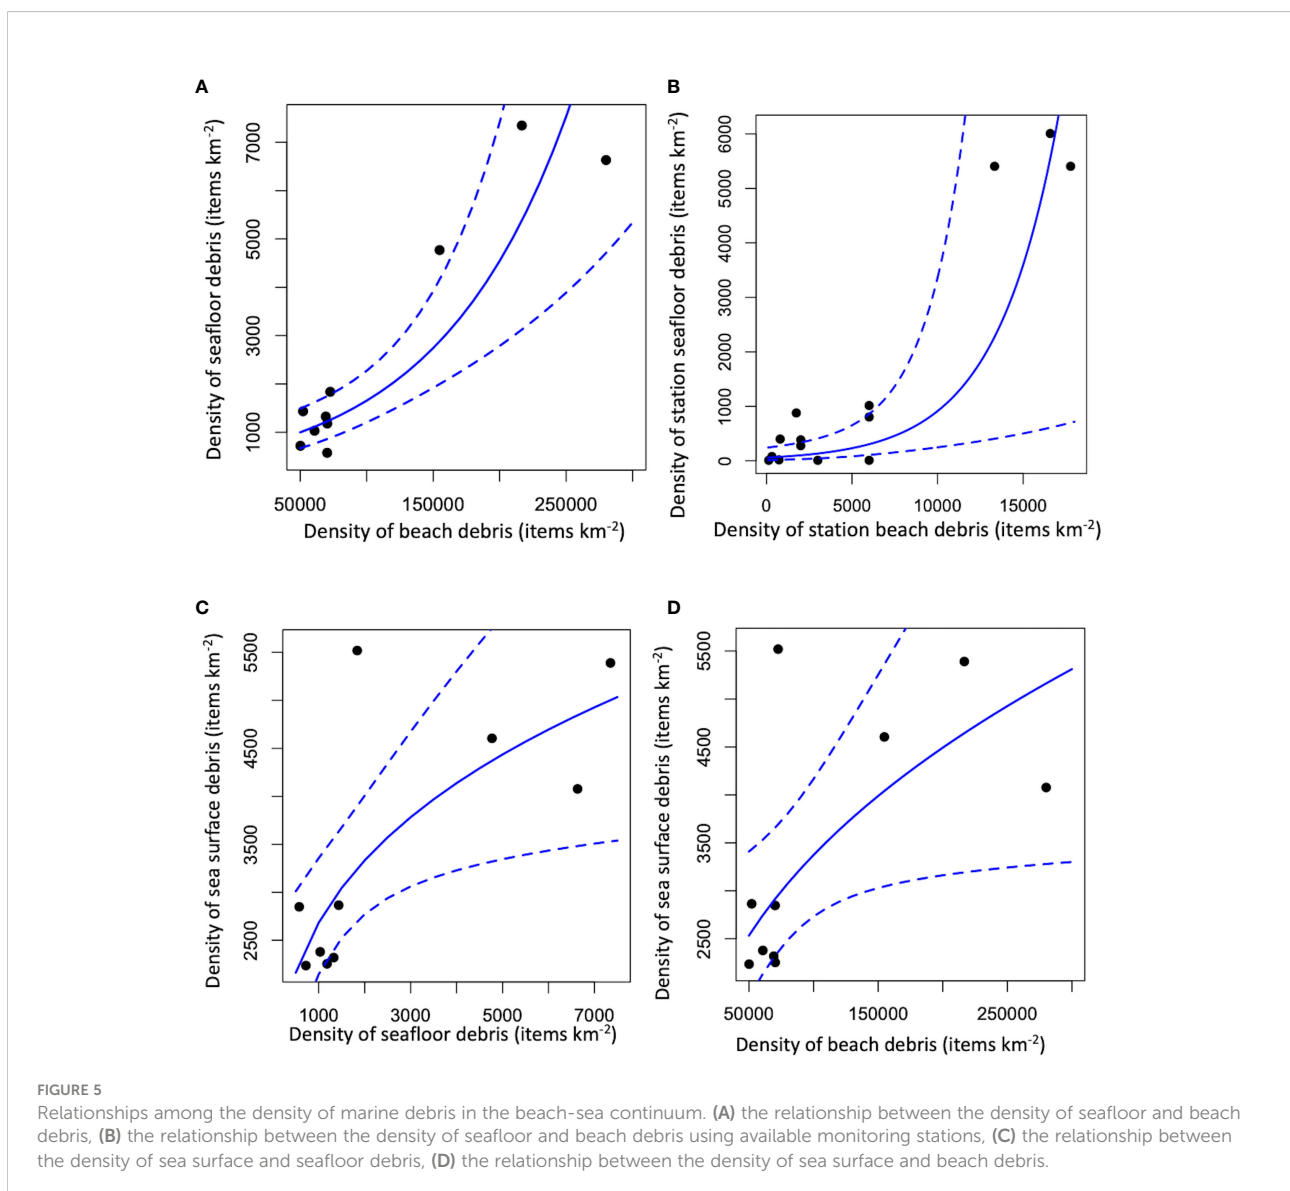 A
Density of seafloor debris (items km-2)
7000
5000
3000
1000
50000 150000 250000
Density of beach debris (items km-2)
B
Density of station seafloor debris (items km-2)
6000
5000
4000
3000
2000
1000
0
0 5000 10000 15000
Density of station beach debris (items km-2)
C
Density of sea surface debris (items km-2)
5500
4500
3500
2500
1000 3000 5000 7000
Density of seafloor debris (items km-2)
D
Density of sea surface debris (items km-2)
5500
4500
3500
2500
50000 150000 250000
Density of beach debris (items km-2)
FIGURE 5
Relationships among the density of marine debris in the beach-sea continuum. (A) the relationship between the density of seafloor and beach
debris, (B) the relationship between the density of seafloor and beach debris using available monitoring stations, (C) the relationship between
the density of sea surface and seafloor debris, (D) the relationship between the density of sea surface and beach debris.